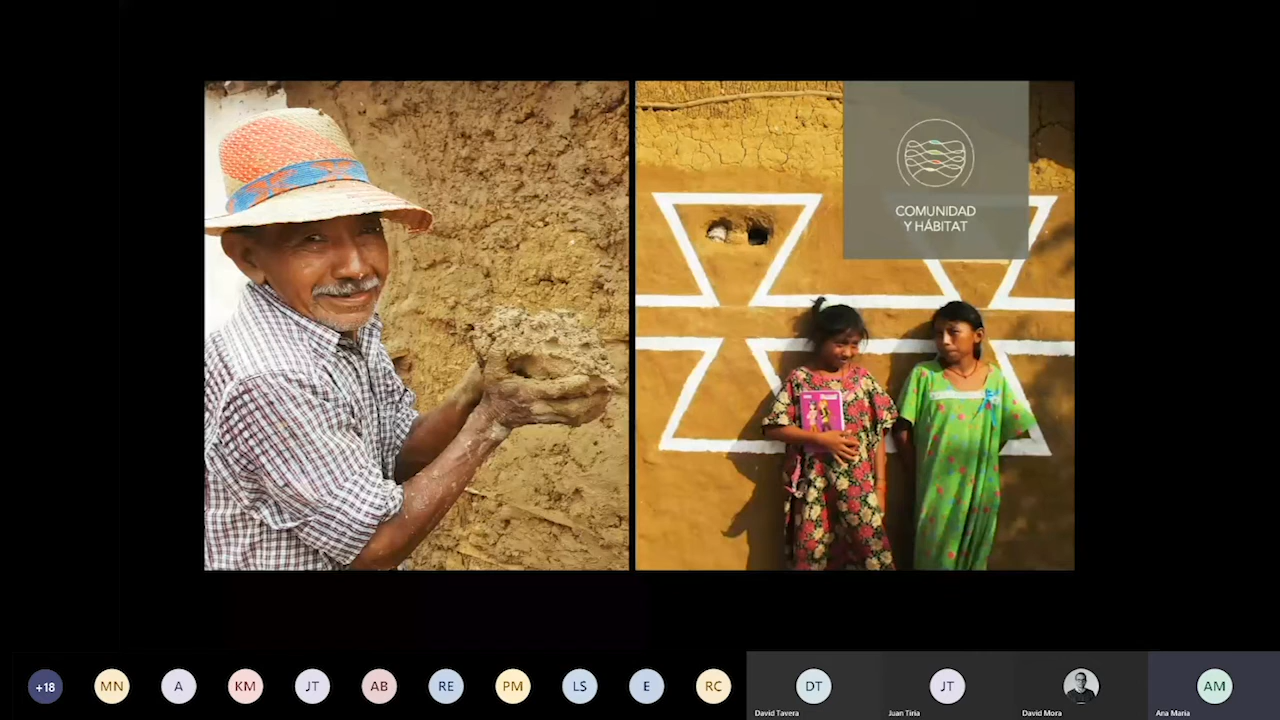 COMUNIDAD
Y HÁBITAT
+18
MN
A
KM
JT
AB
RE
PM
LS
E
RC
DT
JT
AM
David Tavera
Juan Tiria
David Mora
Ana Maria